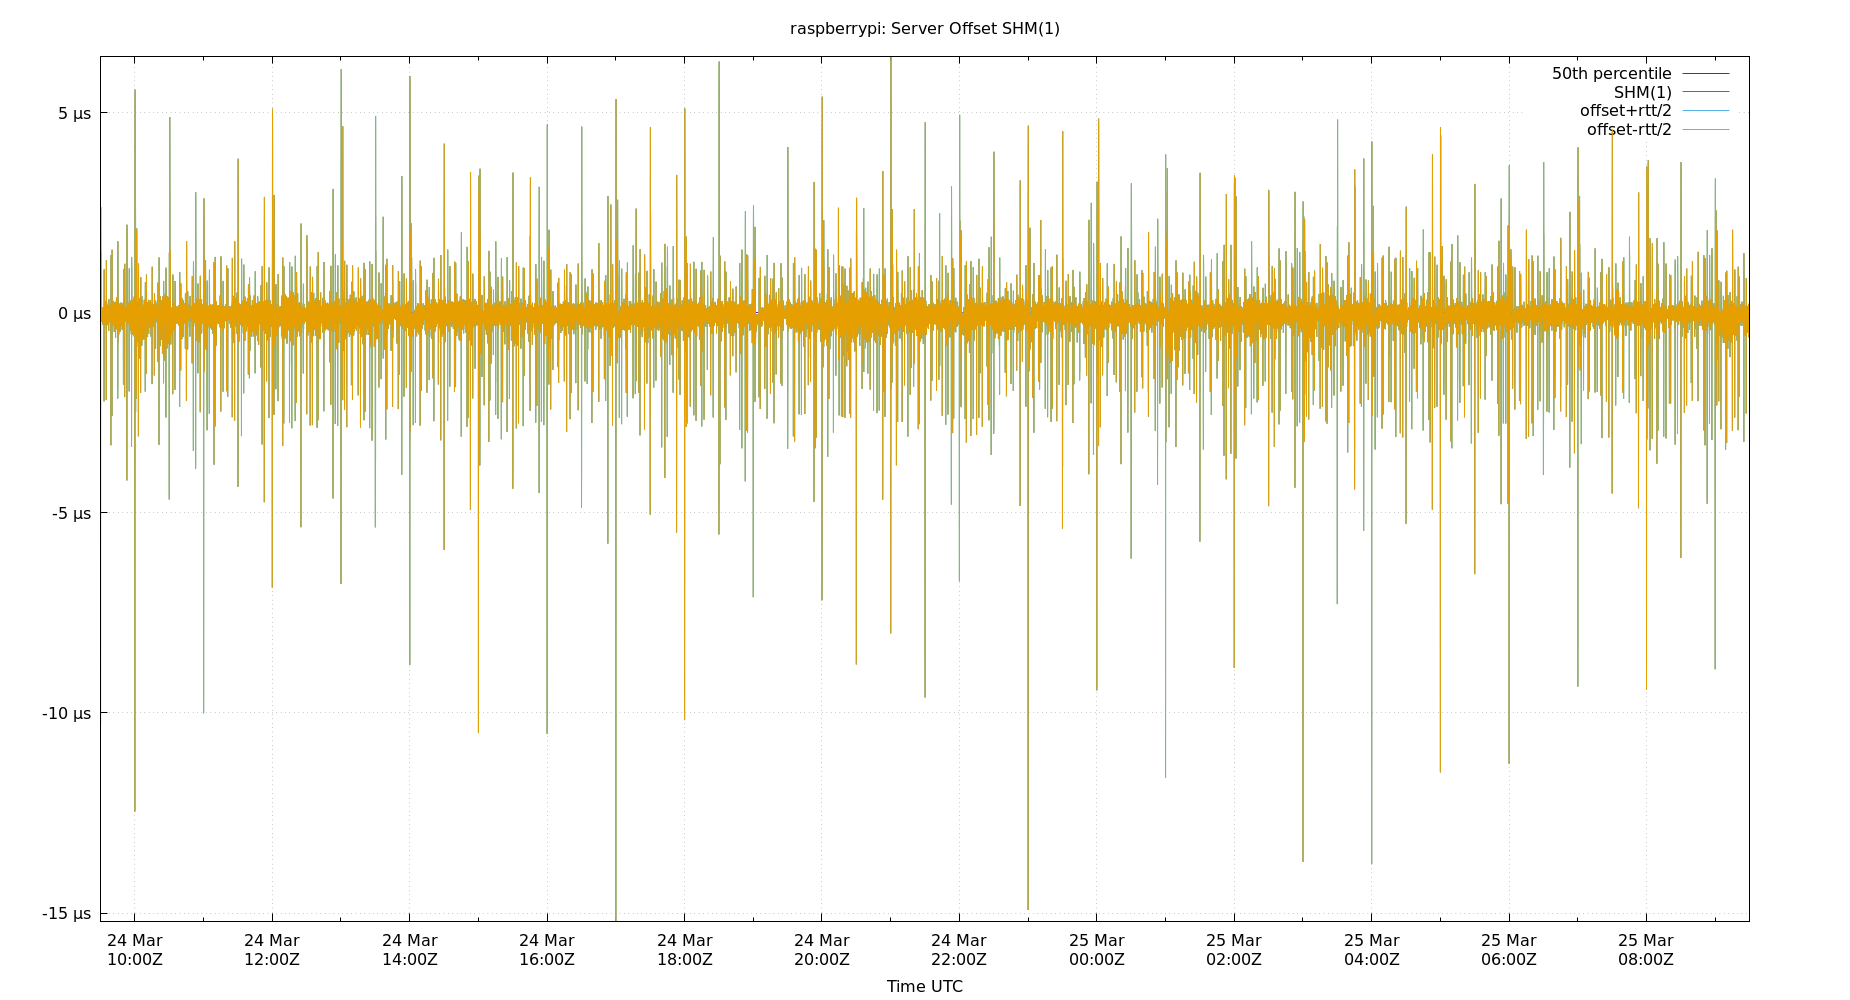 raspberrypi: Server Offset SHM(1)
50th percentile
SHM(1)
offset+rtt/2
offset-rtt/2
5 µs
0 µs
-5 µs
-10 µs
-15 µs
24 Mar 24 Mar 24 Mar 24 Mar 24 Mar 24 Mar 24 Mar 25 Mar 25 Mar 25 Mar 25 Mar 25 Mar
10:00Z 12:00Z 14:00Z 16:00Z 18:00Z 20:00Z 22:00Z 00:00Z 02:00Z 04:00Z 06:00Z 08:00Z
Time UTC